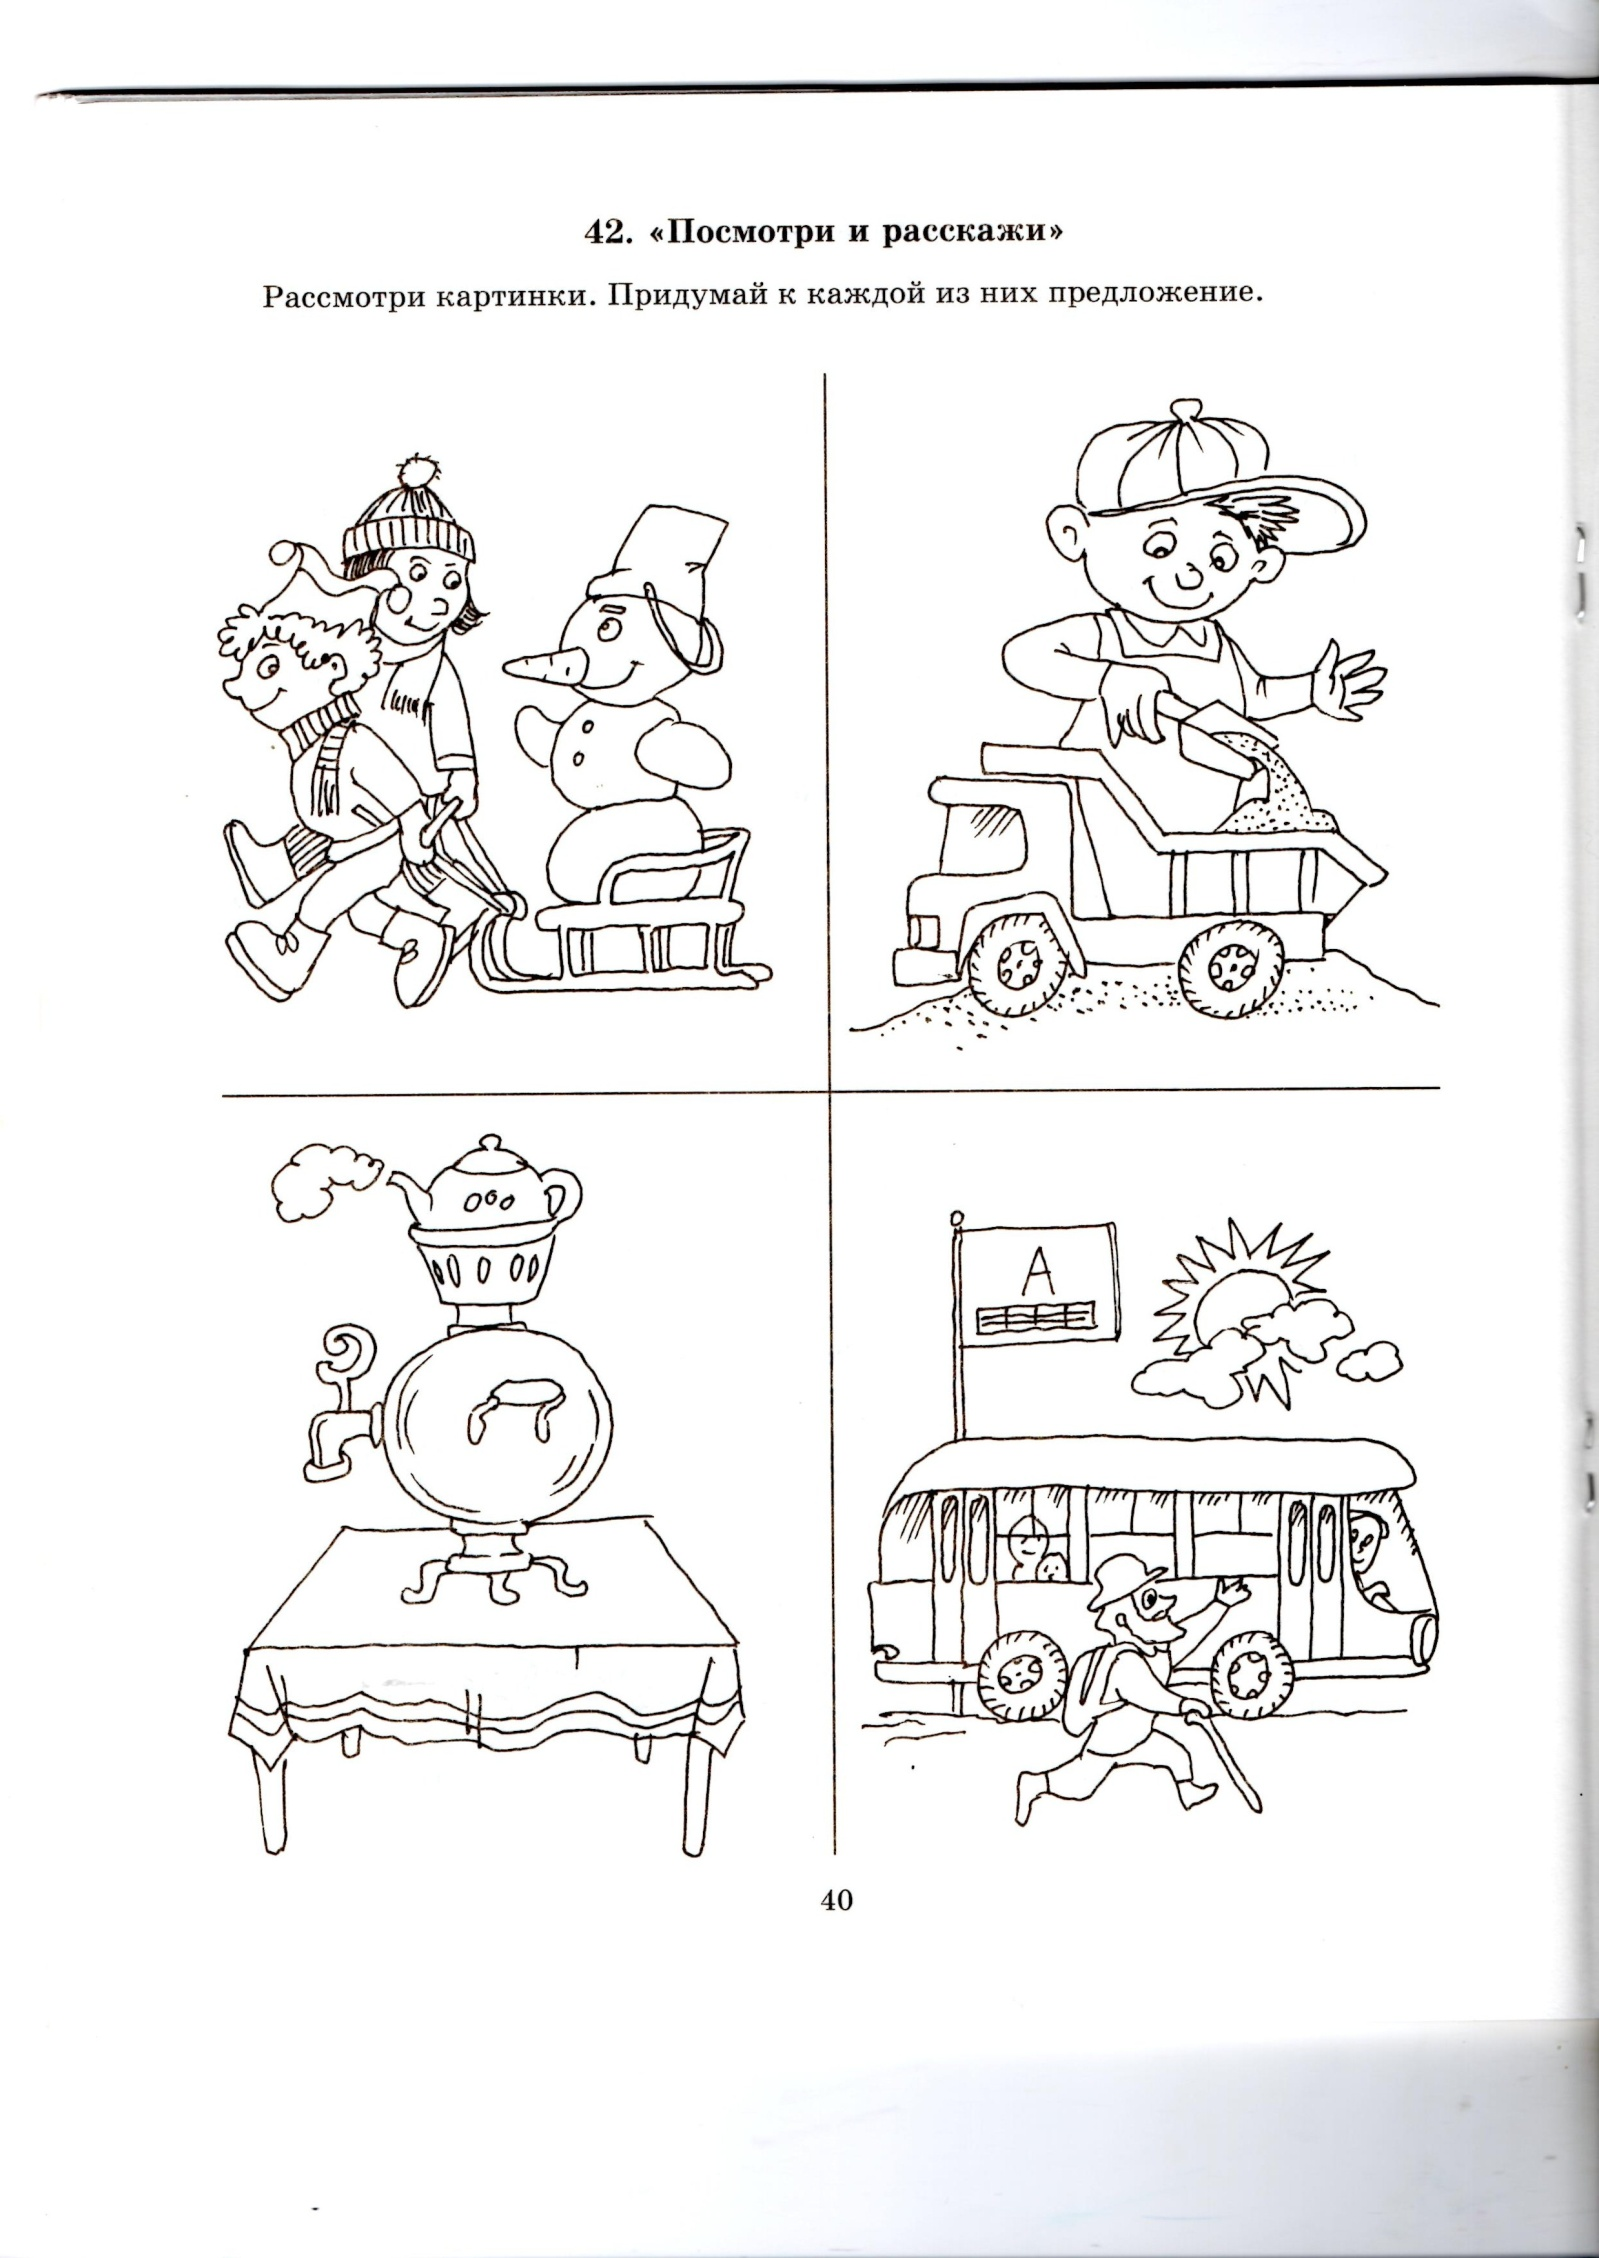 42. «Посмотри и расскажи»
Рассмотри картинки. Придумай к каждой из них предложение.
А
40